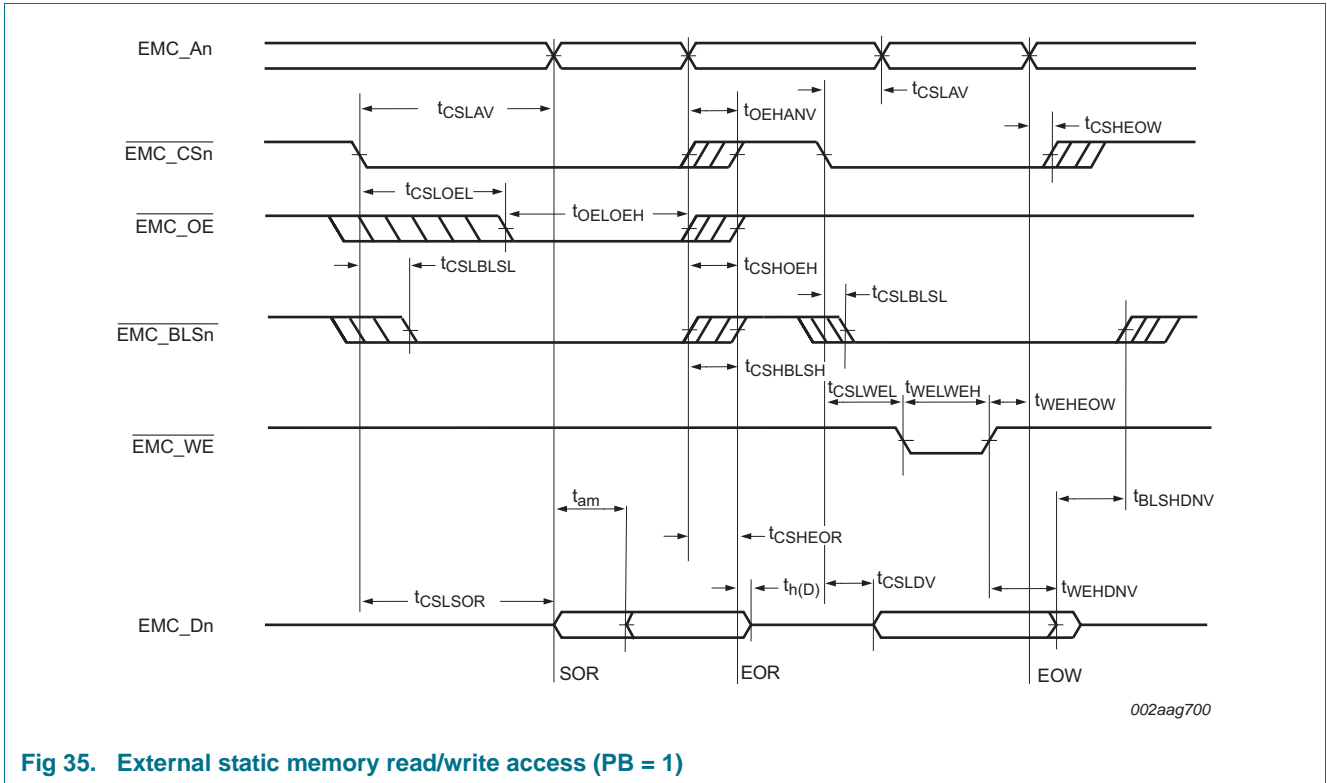 EMC_An
tCSLAV
tOEHANV
tCSLAV
tCSHEOW
EMC_CSn
tCSLOEL
tOELOEH
EMC_OE
tCSLBLSL
tCSHOEH
tCSLBLSL
EMC_BLSn
tCSHBLSH
tCSLWEL
tWELWEH
tWEHEOW
EMC_WE
tam
tCSHEOR
tBLSHDNV
tCSLSOR
th(D)
tCSLDV
tWEHDNV
EMC_Dn
SOR
EOR
EOW
002aag700
Fig 35. External static memory read/write access (PB = 1)